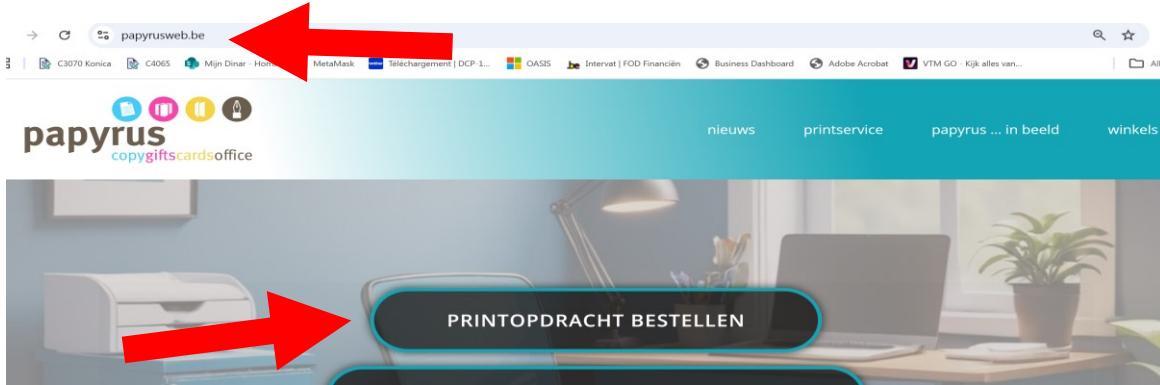 papyrusweb.be
C3070 Konica C4065 Mijn Dinar - Hom MetaMask Téléchargement | DCP-1... OASIS Intervat | FOD Financiën Business Dashboard Adobe Acrobat VTM GO - Kijk alles van...
papyrus
copygiftscardsoffice
nieuws printservice papyrus ... in beeld winkels
PRINTOPDRACHT BESTELLEN